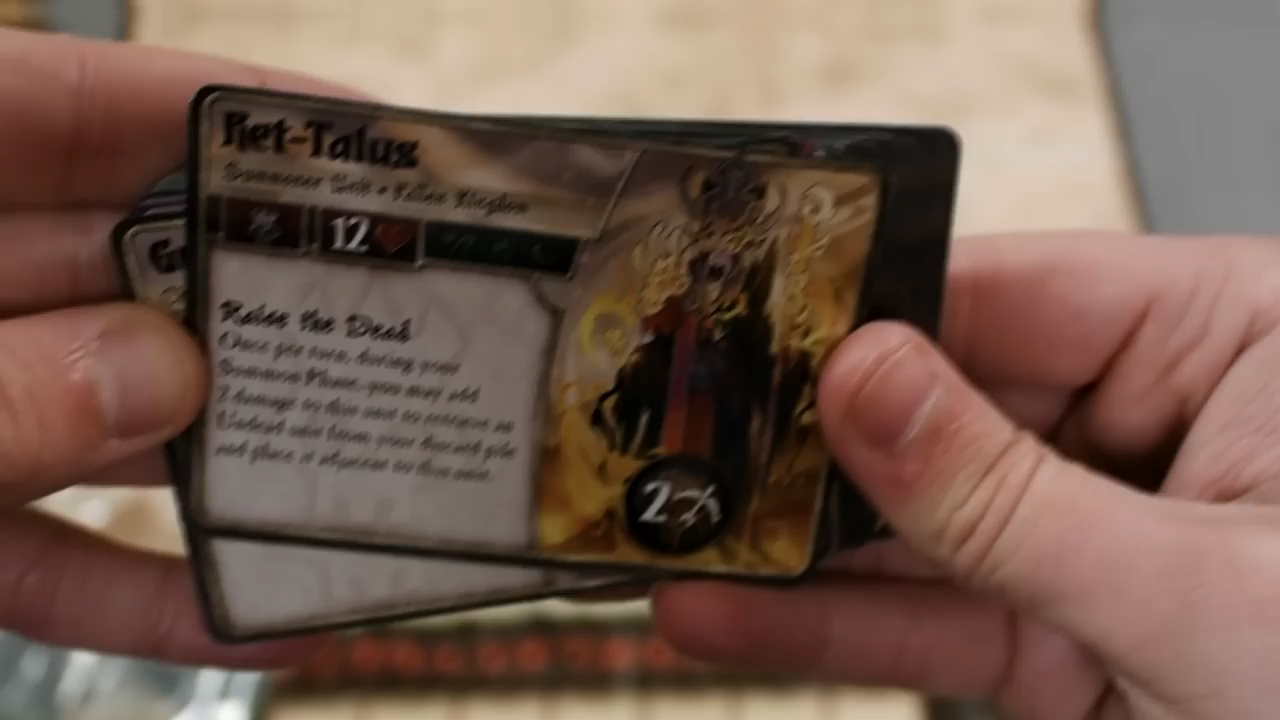 Ret-Talus
Summoner Unit • Fallen Kingdom
12
Raise the Dead
Once per turn, during your
Summon Phase, you may add
2 damage to this unit to retrieve an
Undead unit from your discard pile
and place it adjacent to this unit.
2
G